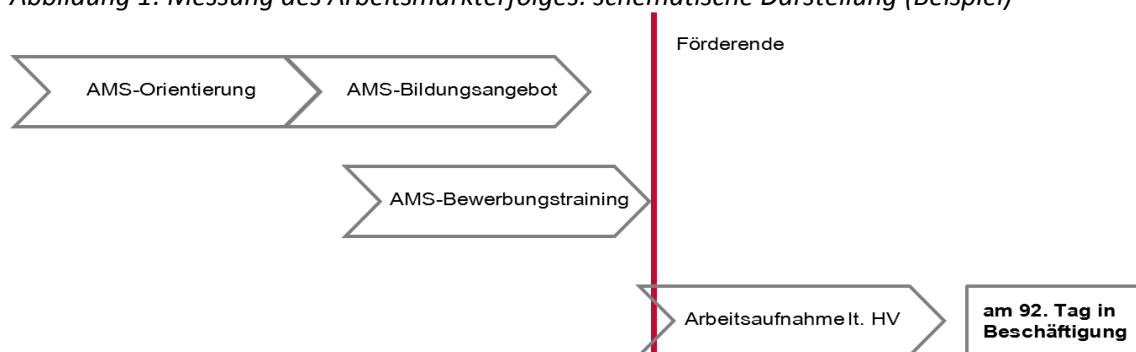 Abbildung 1: Messung des Arbeitsmarkterfolges: schematische Darstellung (Beispiel)
Förderende
AMS-Orientierung
AMS-Bildungsangebot
AMS-Bewerbungstraining
Arbeitsaufnahme lt. HV
am 92. Tag in
Beschäftigung